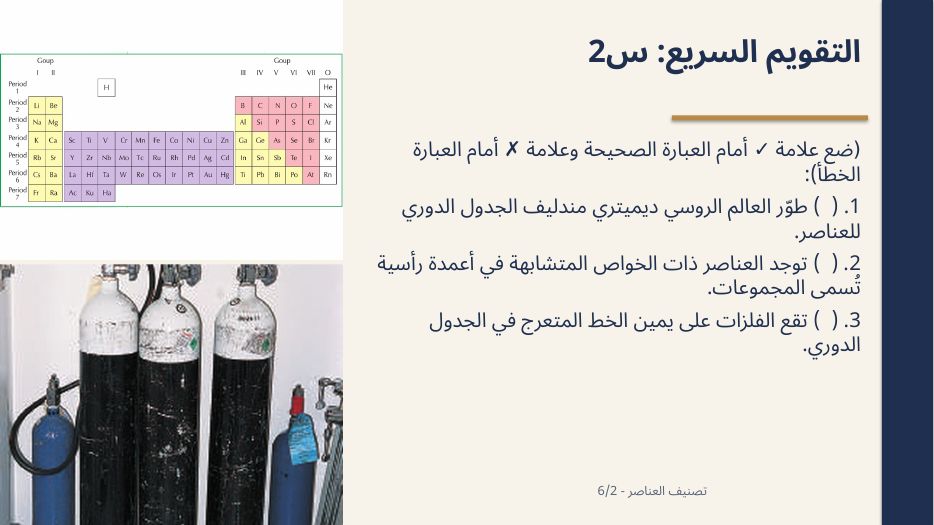 التقويم السريع: س2
(ضع علامة ✓ أمام العبارة الصحيحة وعلامة ✗ أمام العبارة
الخطأ):
1. ( ) طوّر العالم الروسي ديميتري مندليف الجدول الدوري
للعناصر.
2. ( ) توجد العناصر ذات الخواص المتشابهة في أعمدة رأسية
تُسمى المجموعات.
3. ( ) تقع الفلزات على يمين الخط المتعرج في الجدول
الدوري.
تصنيف العناصر - 6/2
Goup Goup
I II III IV V VI VII O
Period 1 H He
Period 2 Li Be B C N O F Ne
Period 3 Na Mg Al Si P S Cl Ar
Period 4 K Ca Sc Ti V Cr Mn Fe Co Ni Cu Zn Ga Ge As Se Br Kr
Period 5 Rb Sr Y Zr Nb Mo Tc Ru Rh Pd Ag Cd In Sn Sb Te I Xe
Period 6 Cs Ba La Hf Ta W Re Os Ir Pt Au Hg Tl Pb Bi Po At Rn
Period 7 Fr Ra Ac Ku Ha